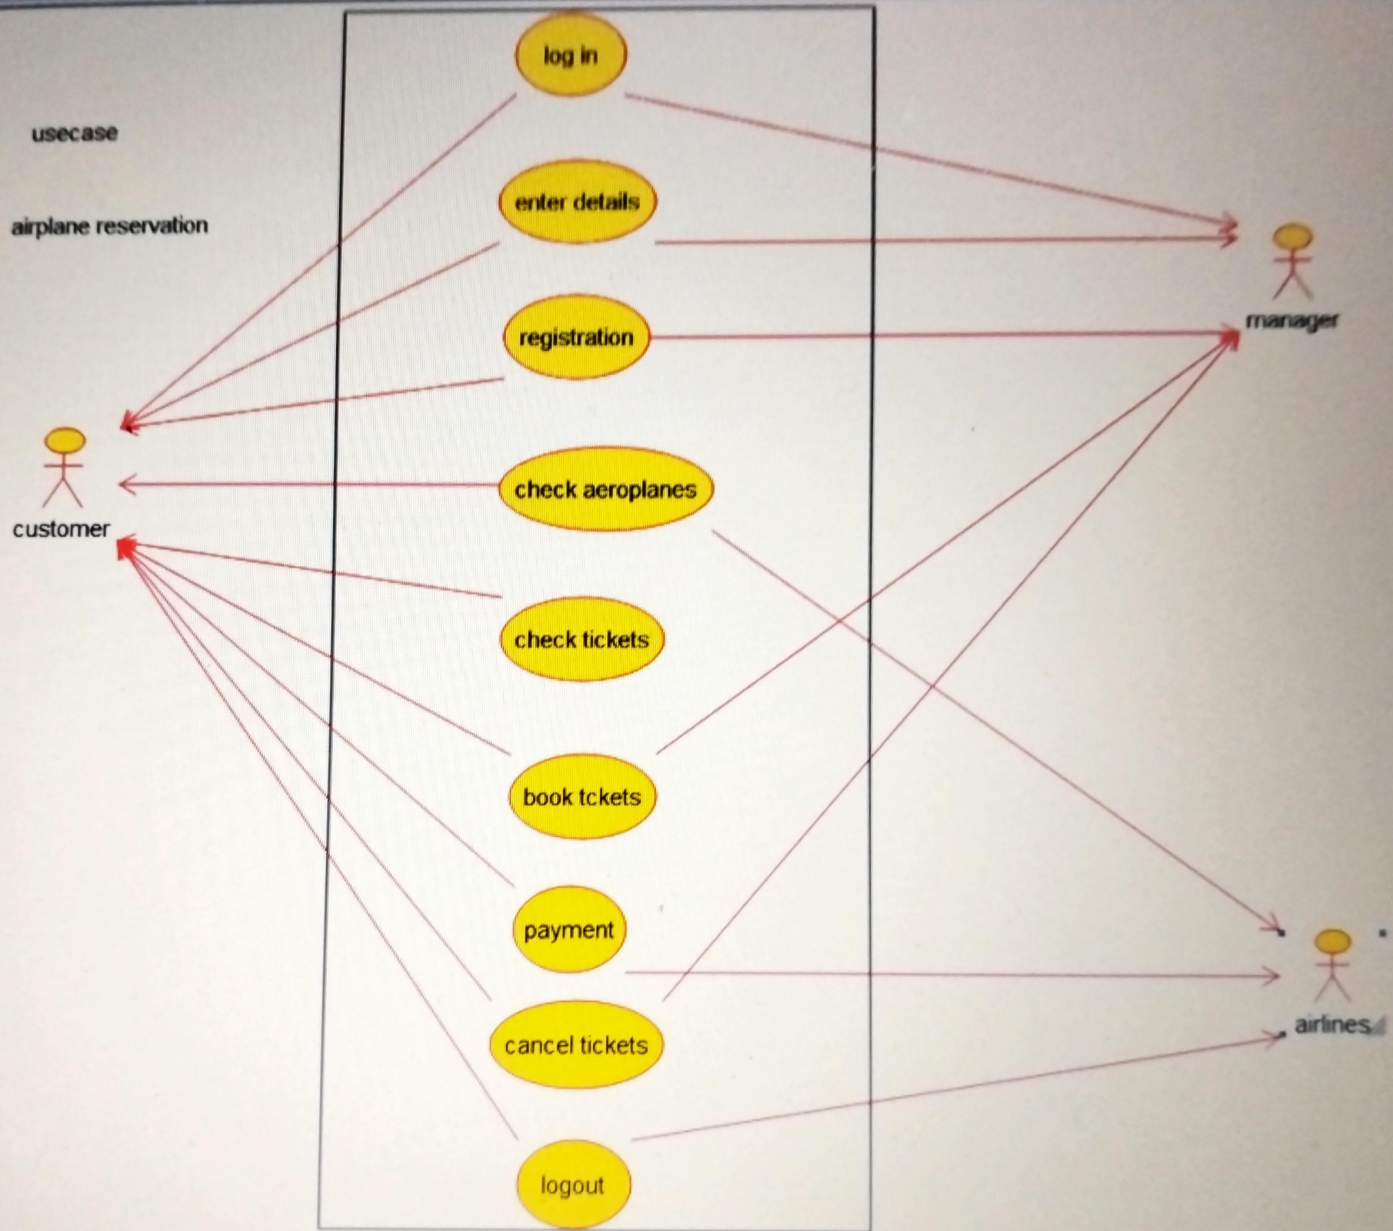 log in
usecase
enter details
airplane reservation
manager
registration
check aeroplanes
customer
check tickets
book tckets
payment
airlines
cancel tickets
logout